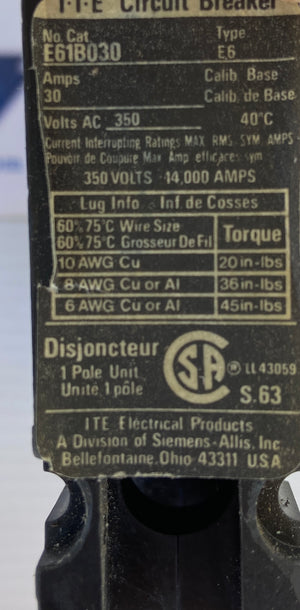 I-T-E Circuit Breaker
No. Cat Type
E61B030 E6
Amps Calib. Base
30 Calib. de Base
Volts AC 350 40°C
Current Interrupting Ratings MAX RMS SYM AMPS
Pouvoir de Coupure Max Amp efficaces sym
350 VOLTS 14,000 AMPS
Lug Info Inf de Cosses
60°/75°C Wire Size Torque
60°/75°C Grosseur De Fil
10 AWG Cu 20 in-lbs
8 AWG Cu or Al 36 in-lbs
6 AWG Cu or Al 45 in-lbs
Disjoncteur
1 Pole Unit
Unité 1 pôle
CSA ® LL 43059
S.63
ITE Electrical Products
A Division of Siemens-Allis, Inc
Bellefontaine, Ohio 43311 U.S.A